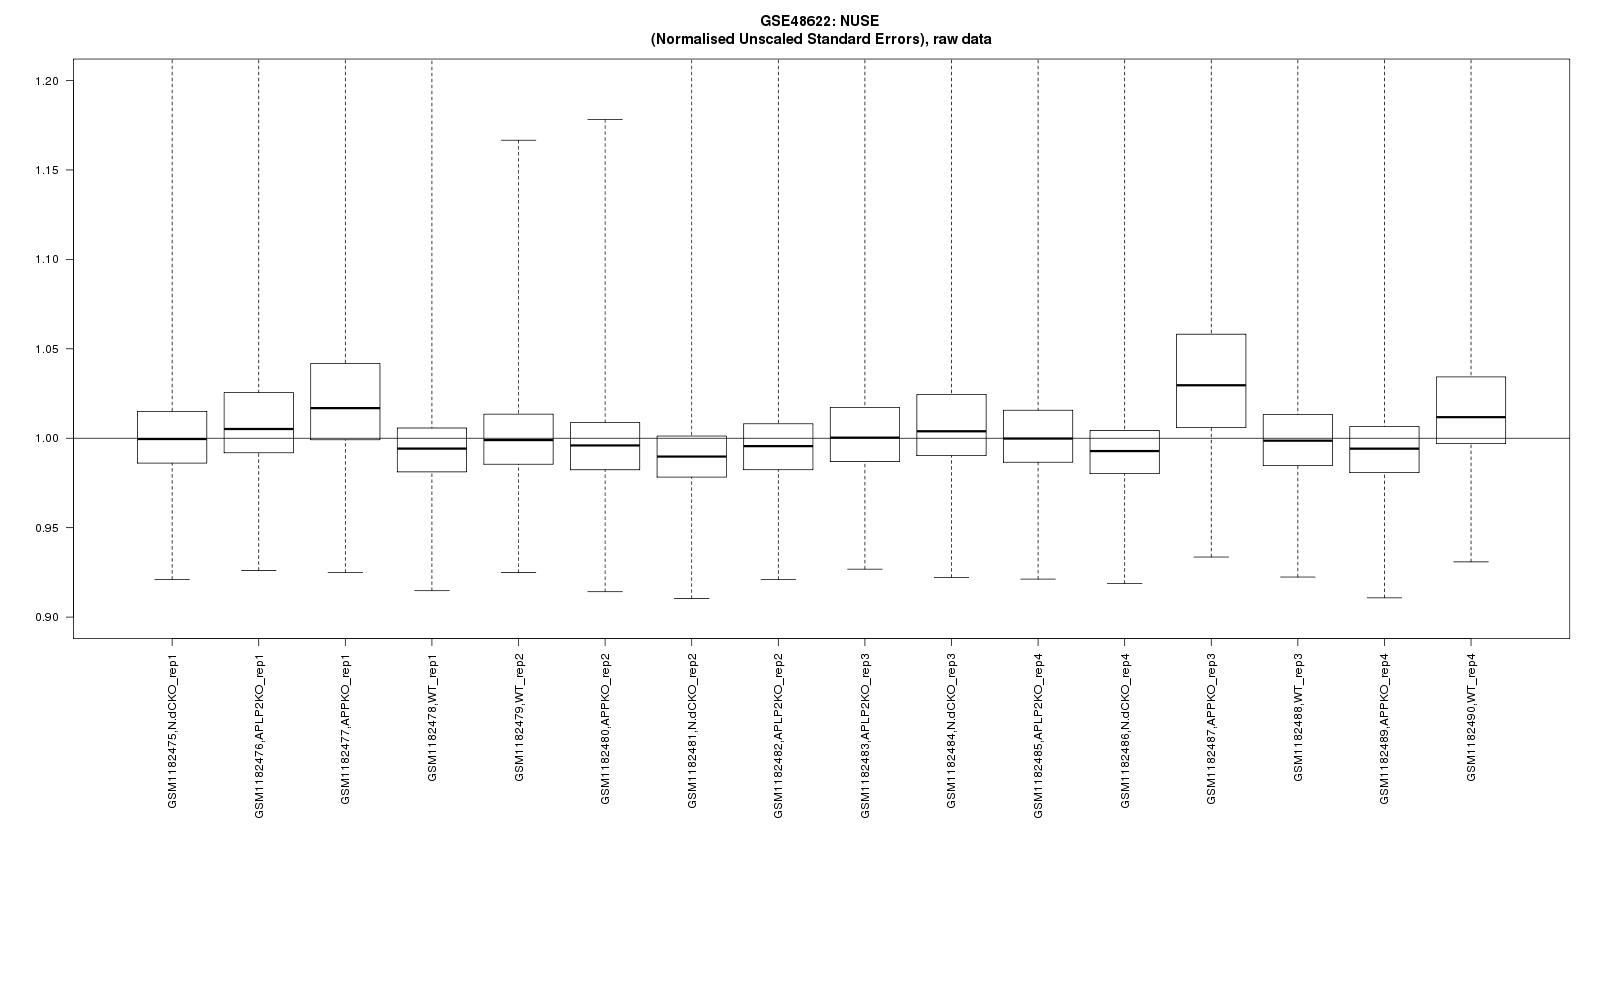 GSE48622: NUSE
(Normalised Unscaled Standard Errors), raw data
1.20
1.15
1.10
1.05
1.00
0.95
0.90
GSM1182475,N.dCKO_rep1
GSM1182476,APLP2KO_rep1
GSM1182477,APPKO_rep1
GSM1182478,WT_rep1
GSM1182479,WT_rep2
GSM1182480,APPKO_rep2
GSM1182481,N.dCKO_rep2
GSM1182482,APLP2KO_rep2
GSM1182483,APLP2KO_rep3
GSM1182484,N.dCKO_rep3
GSM1182485,APLP2KO_rep4
GSM1182486,N.dCKO_rep4
GSM1182487,APPKO_rep3
GSM1182488,WT_rep3
GSM1182489,APPKO_rep4
GSM1182490,WT_rep4